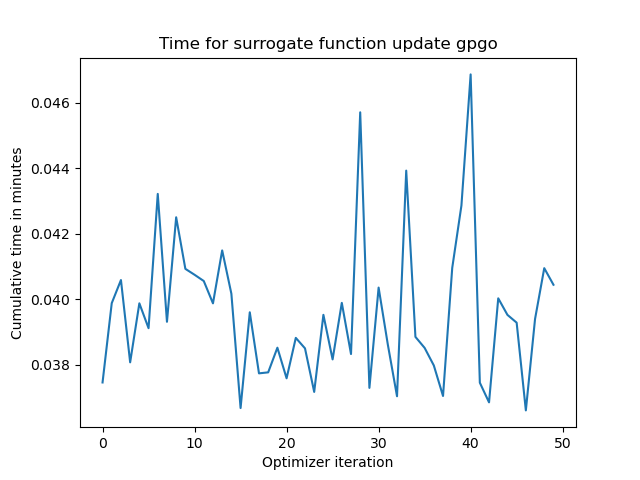 Time for surrogate function update gpgo
Cumulative time in minutes
0.046
0.044
0.042
0.040
0.038
0 10 20 30 40 50
Optimizer iteration